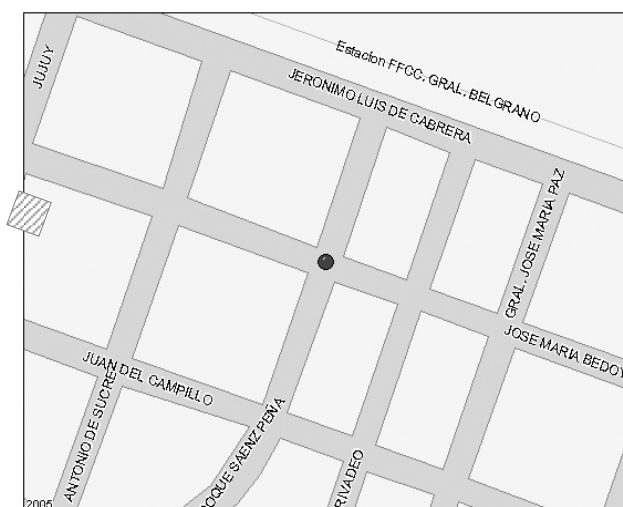 Estacion FFCC. GRAL. BELGRANO
JUJUY
JERONIMO LUIS DE CABRERA
GRAL. JOSE MARIA PAZ
JOSE MARIA BEDOY
JUAN DEL CAMPILLO
ANTONIO DE SUCRE
OQUE SAENZ PEÑA
RIVADEO
2005